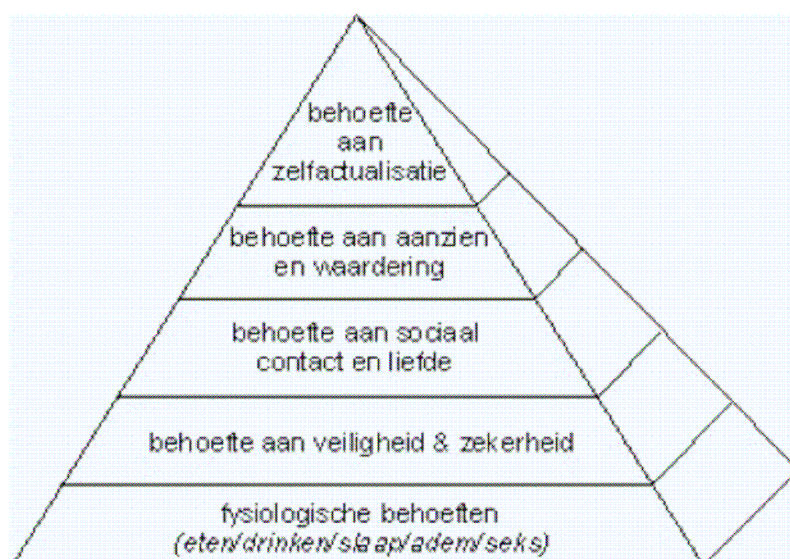 behoefte
aan
zelfactualisatie
behoefte aan aanzien
en waardering
behoefte aan sociaal
contact en liefde
behoefte aan veiligheid & zekerheid
fysiologische behoeften
(eten/drinken/slaap/adem/seks)